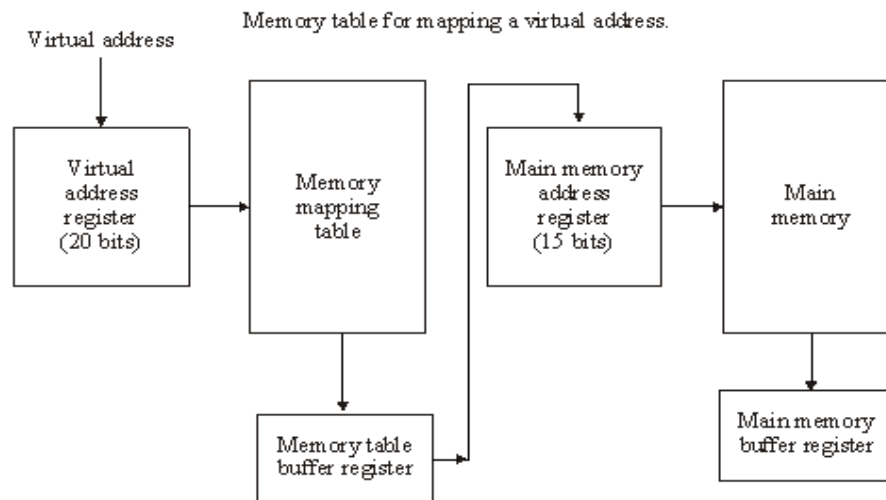 Memory table for mapping a virtual address.
Virtual address
Virtual
address
register
(20 bits)
Memory
mapping
table
Main memory
address
register
(15 bits)
Main
memory
Memory table
buffer register
Main memory
buffer register